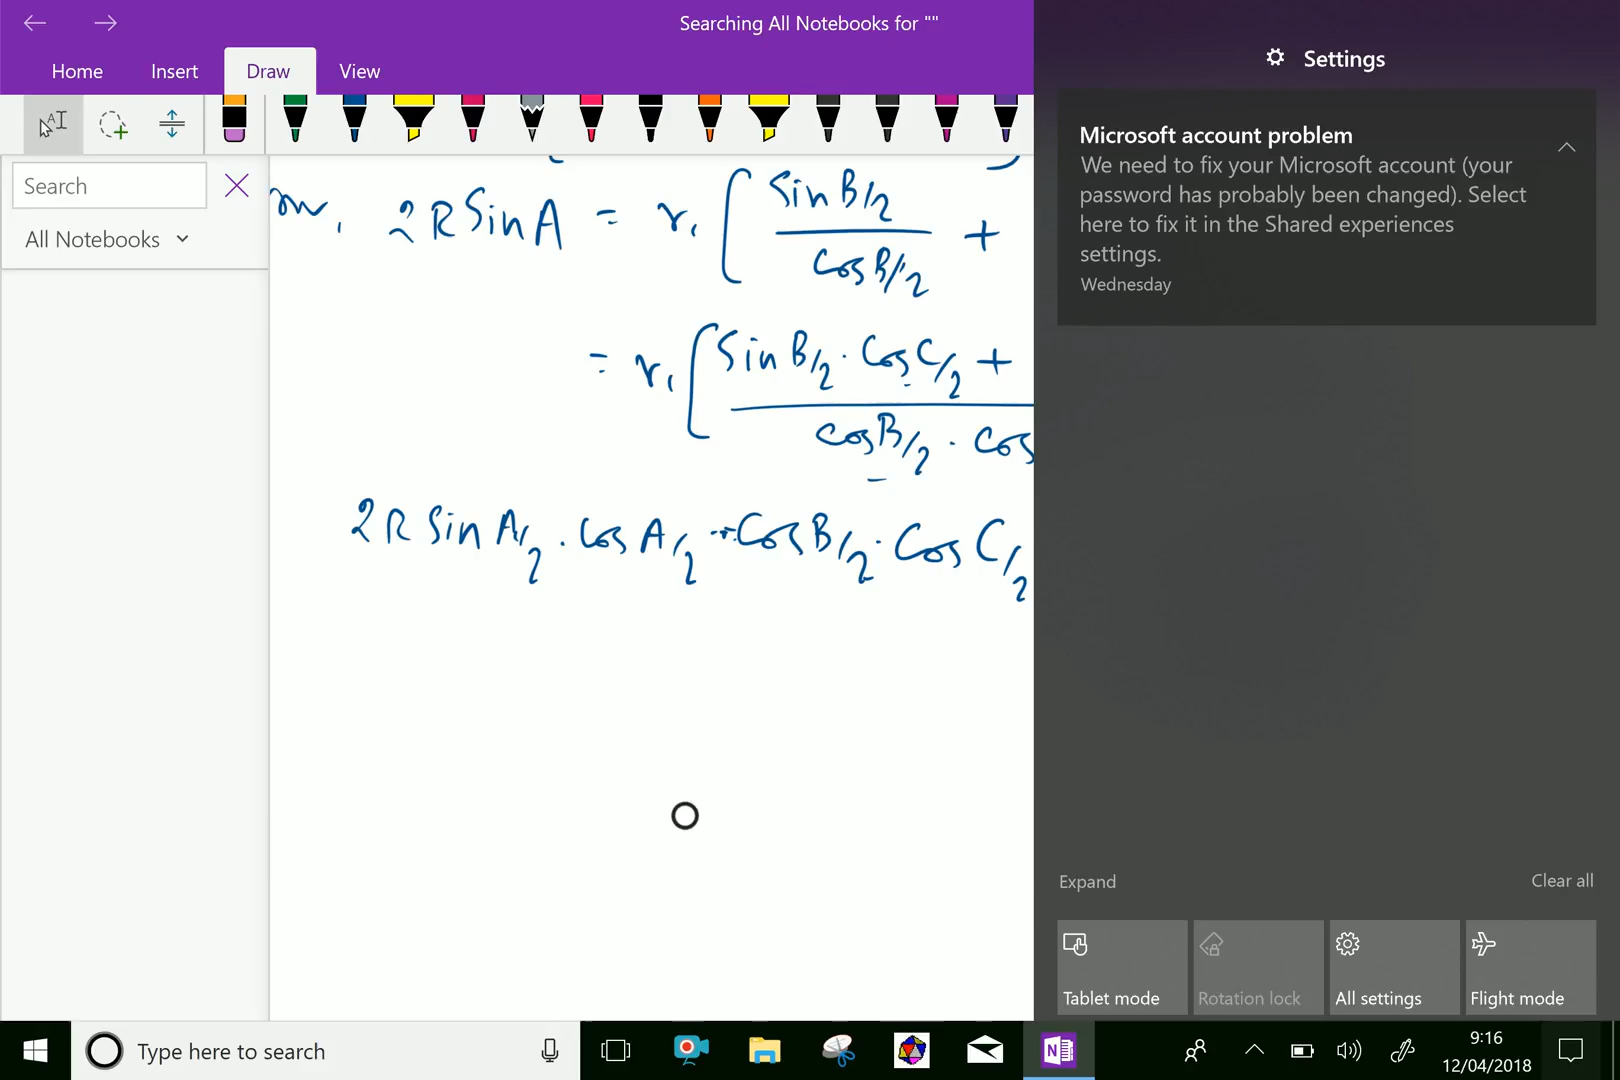 Searching All Notebooks for ""
Home Insert Draw View
Search
All Notebooks
2R Sin A = r₁ [ Sin B/2 / Cos B/2 +
= r₁ [ Sin B/2 . Cos C/2 +
Cos B/2 . Cos
2R Sin A/2 . Cos A/2 . Cos B/2 . Cos C/2
Settings
Microsoft account problem
We need to fix your Microsoft account (your
password has probably been changed). Select
here to fix it in the Shared experiences
settings.
Wednesday
Expand Clear all
Tablet mode Rotation lock All settings Flight mode
Type here to search
9:16
12/04/2018